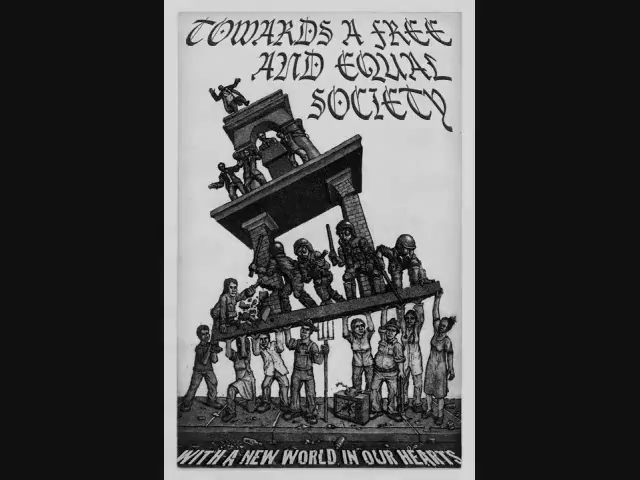 TOWARDS A FREE
AND EQUAL
SOCIETY
WITH A NEW WORLD IN OUR HEARTS